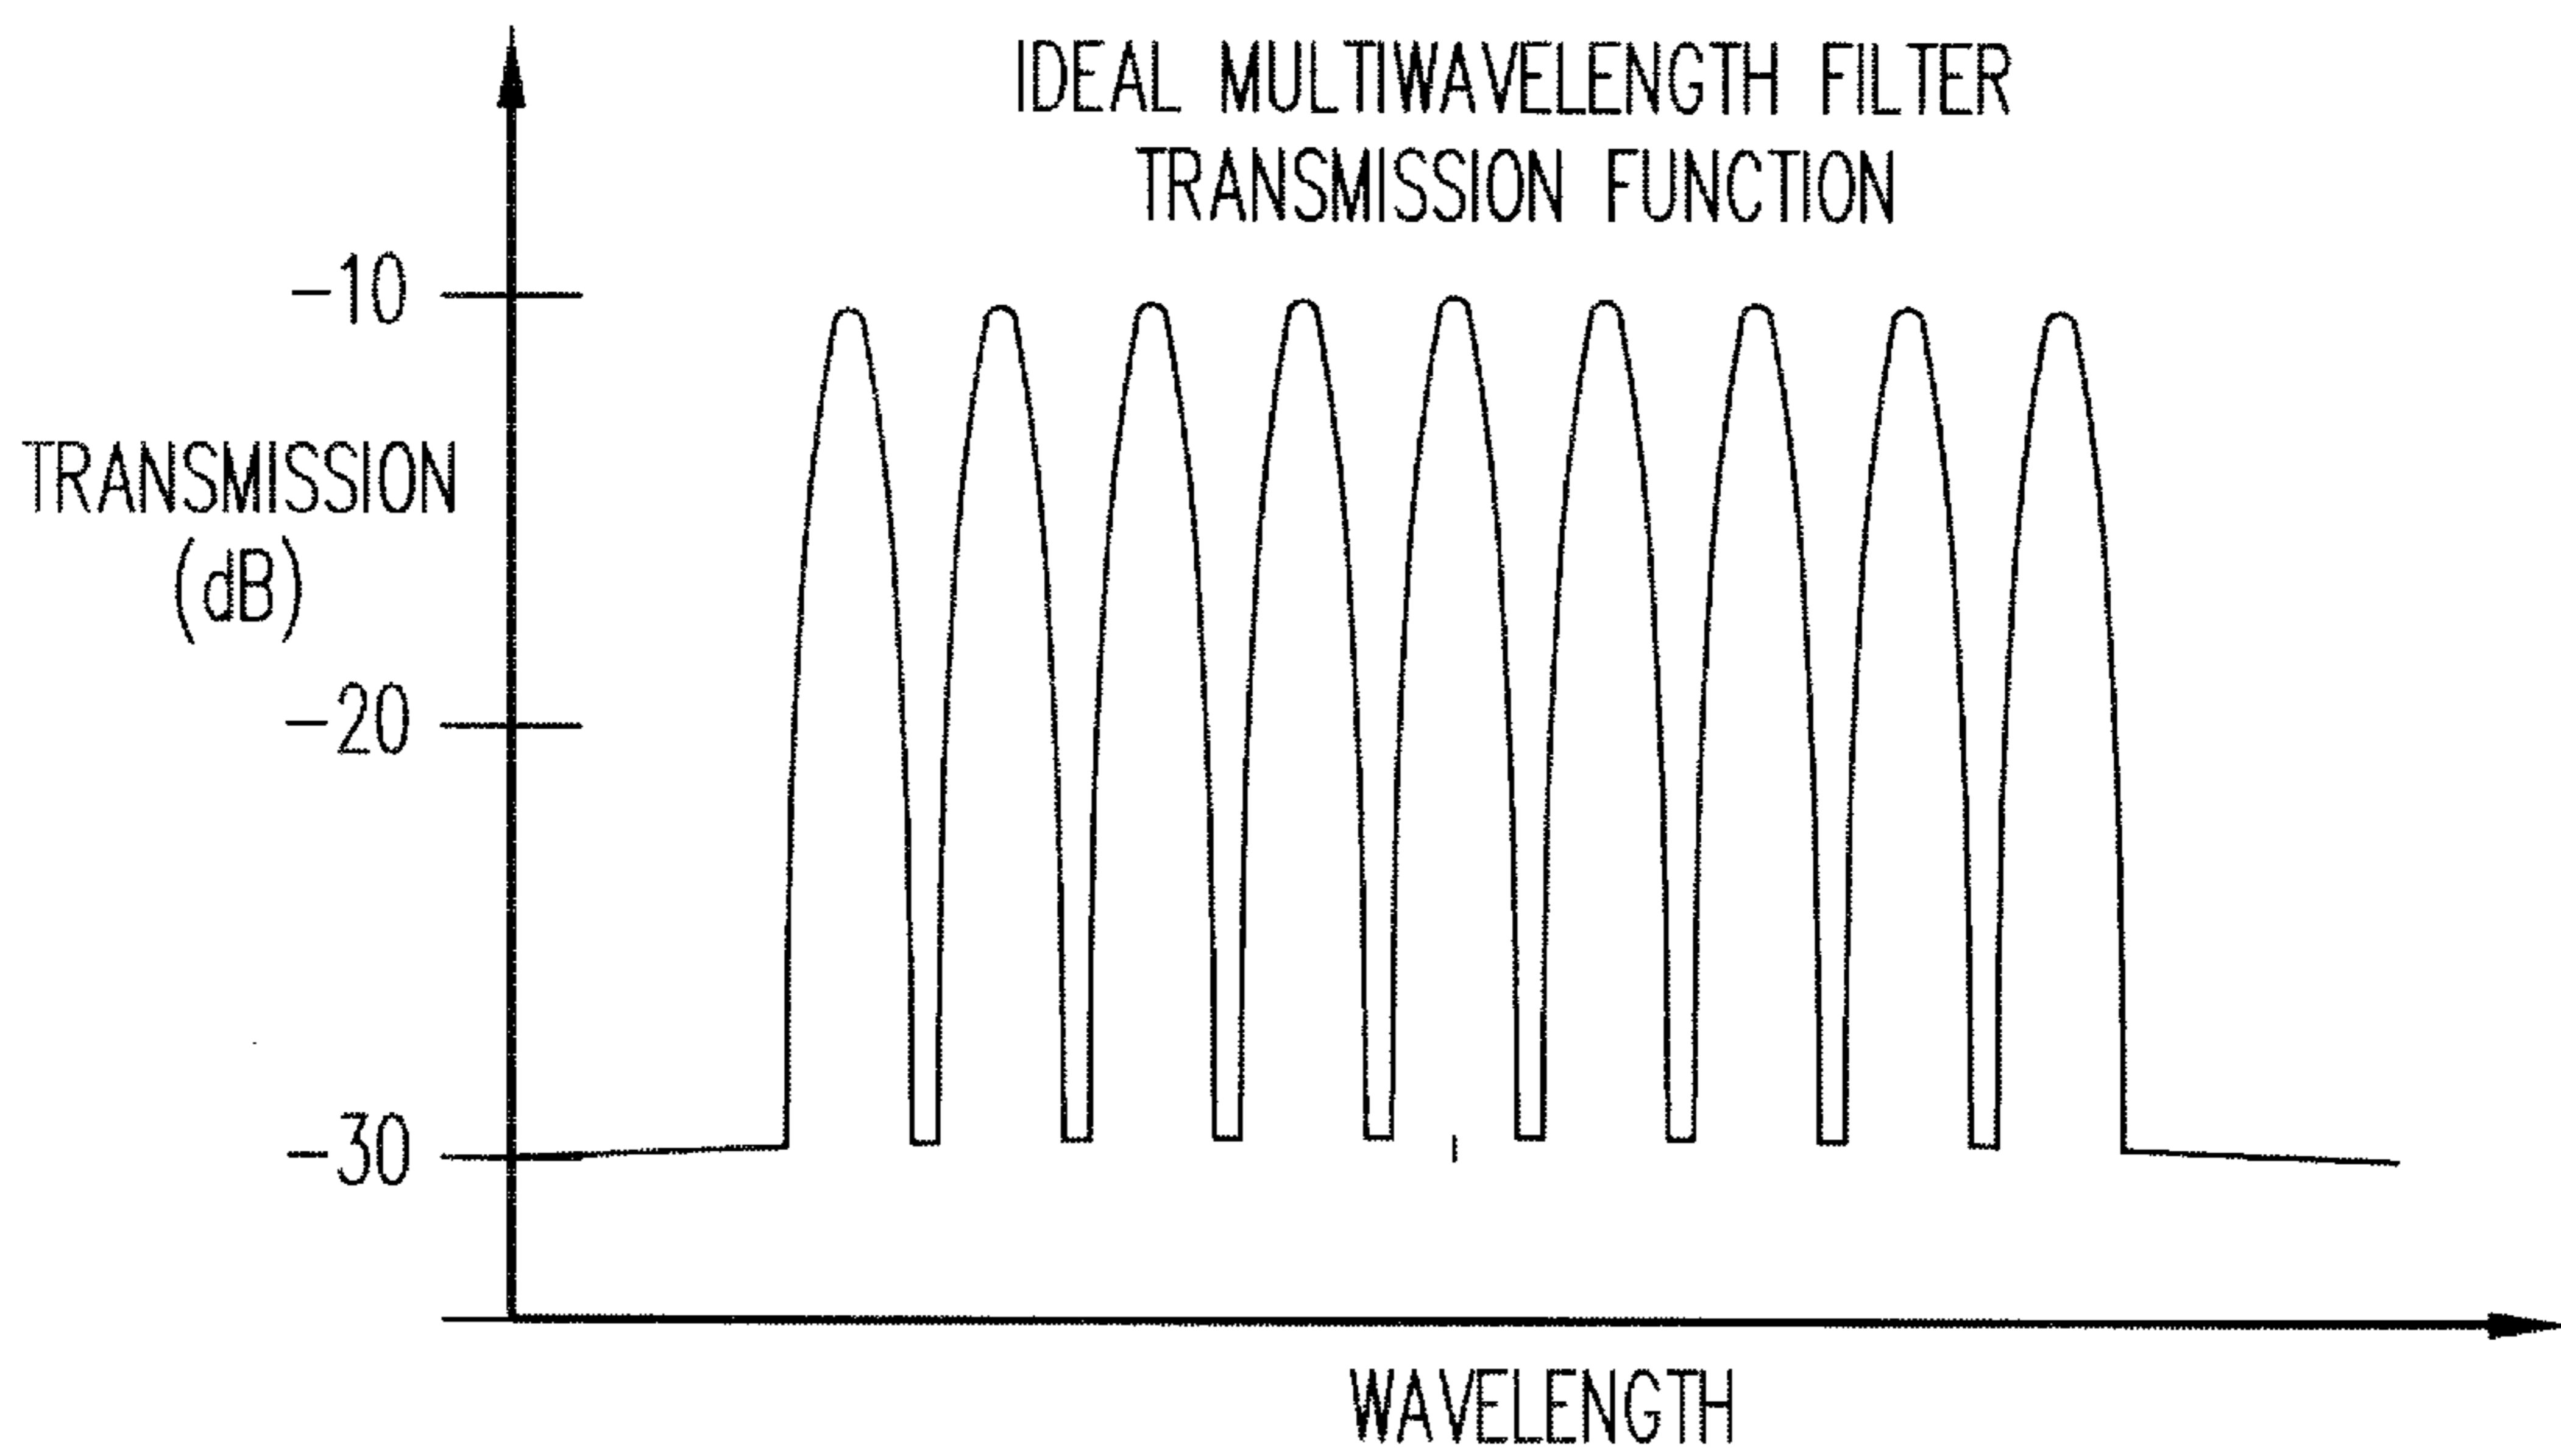 IDEAL MULTIWAVELENGTH FILTER
TRANSMISSION FUNCTION
-10
TRANSMISSION
(dB)
-20
-30
WAVELENGTH